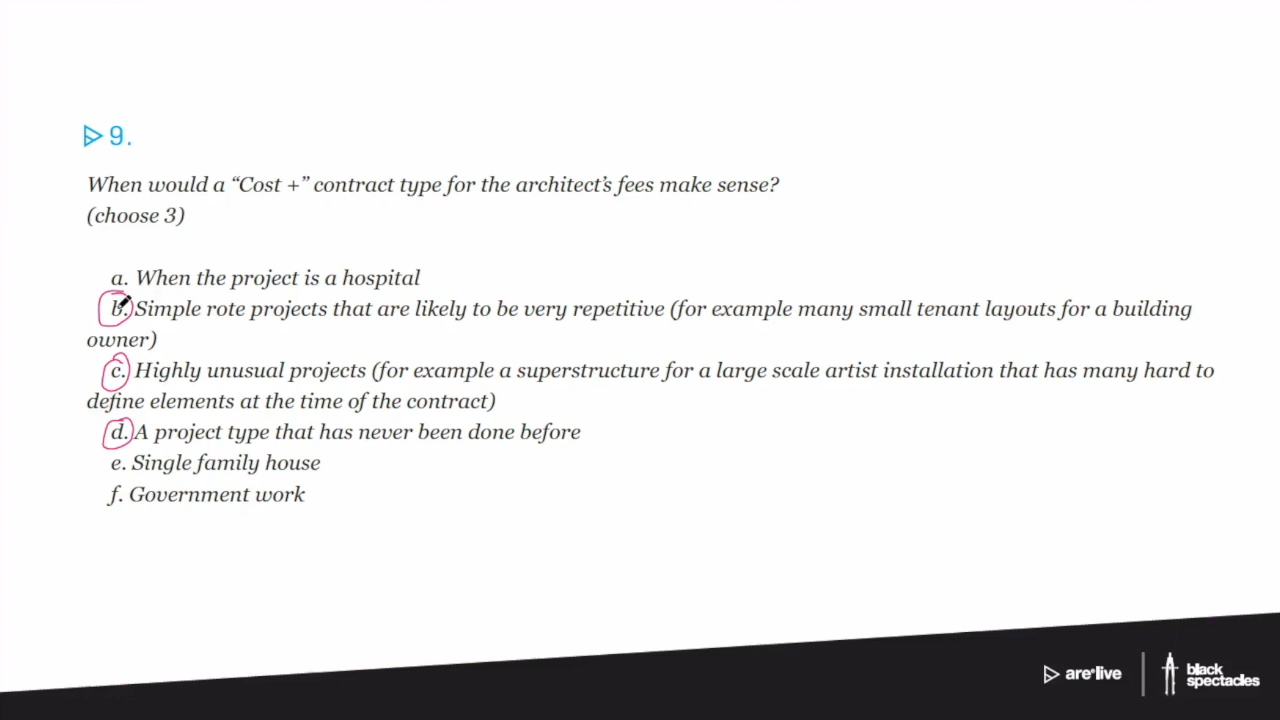 9.
When would a “Cost +” contract type for the architect’s fees make sense?
(choose 3)
a. When the project is a hospital
b. Simple rote projects that are likely to be very repetitive (for example many small tenant layouts for a building
owner)
c. Highly unusual projects (for example a superstructure for a large scale artist installation that has many hard to
define elements at the time of the contract)
d. A project type that has never been done before
e. Single family house
f. Government work
are live
black
spectacles